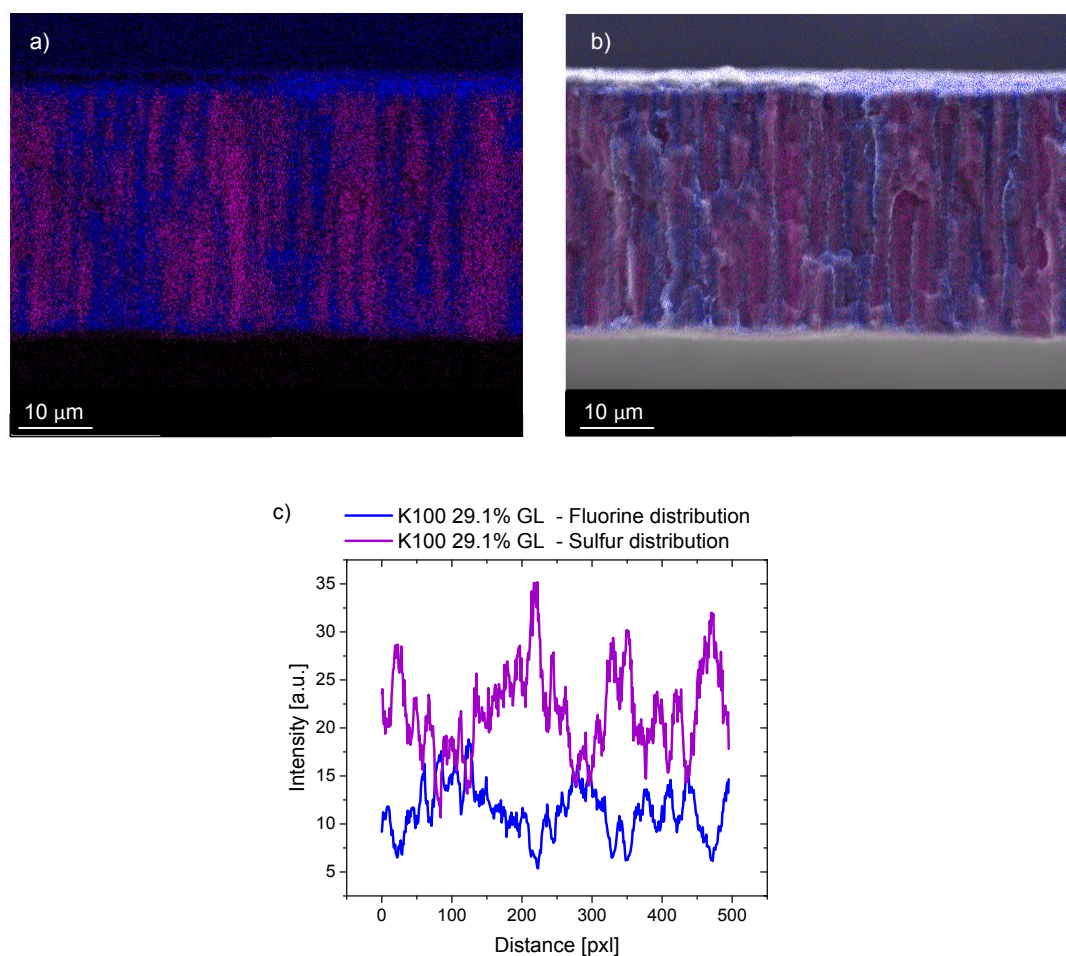 a)
b)
10 μm
10 μm
c)
K100 29.1% GL - Fluorine distribution
K100 29.1% GL - Sulfur distribution
35
30
25
20
15
10
5
Intensity [a.u.]
0 100 200 300 400 500
Distance [pxl]